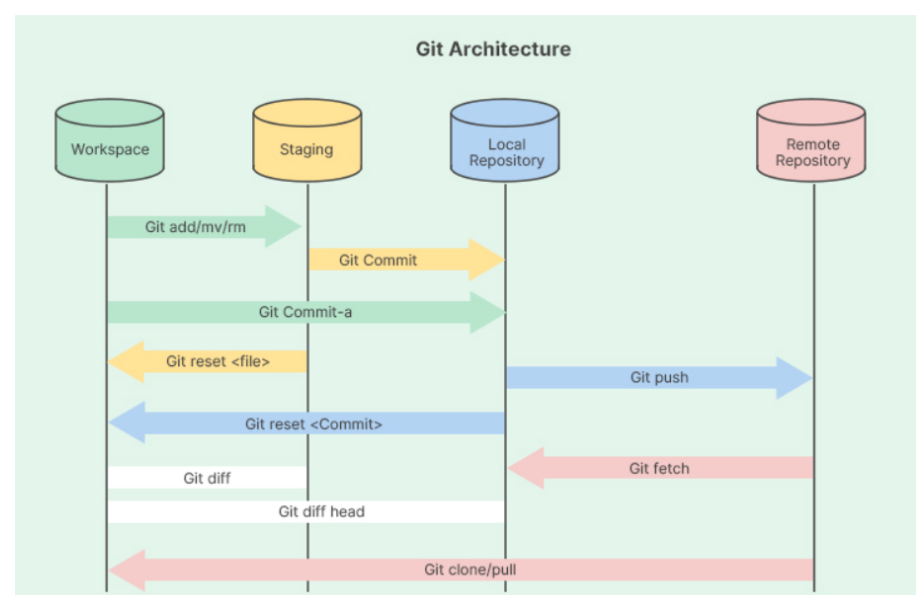 Git Architecture
Workspace
Staging
Local
Repository
Remote
Repository
Git add/mv/rm
Git Commit
Git Commit-a
Git reset <file>
Git push
Git reset <Commit>
Git fetch
Git diff
Git diff head
Git clone/pull